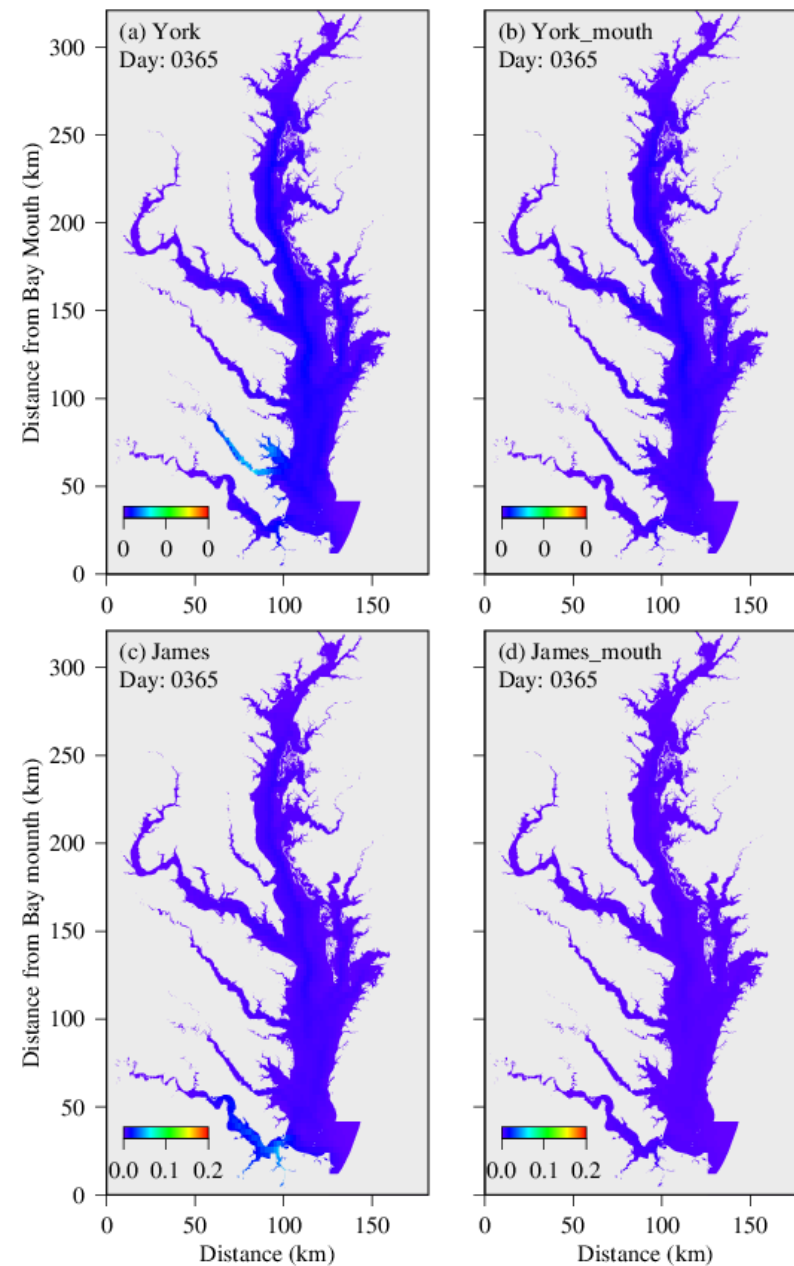 (a) York
Day: 0365
(b) York_mouth
Day: 0365
300
250
200
150
100
50
0
Distance from Bay Mouth (km)
0 0 0
0 0 0
0 50 100 150
0 50 100 150
(c) James
Day: 0365
(d) James_mouth
Day: 0365
300
250
200
150
100
50
0
Distance from Bay mounth (km)
0.0 0.1 0.2
0.0 0.1 0.2
0 50 100 150
0 50 100 150
Distance (km)
Distance (km)